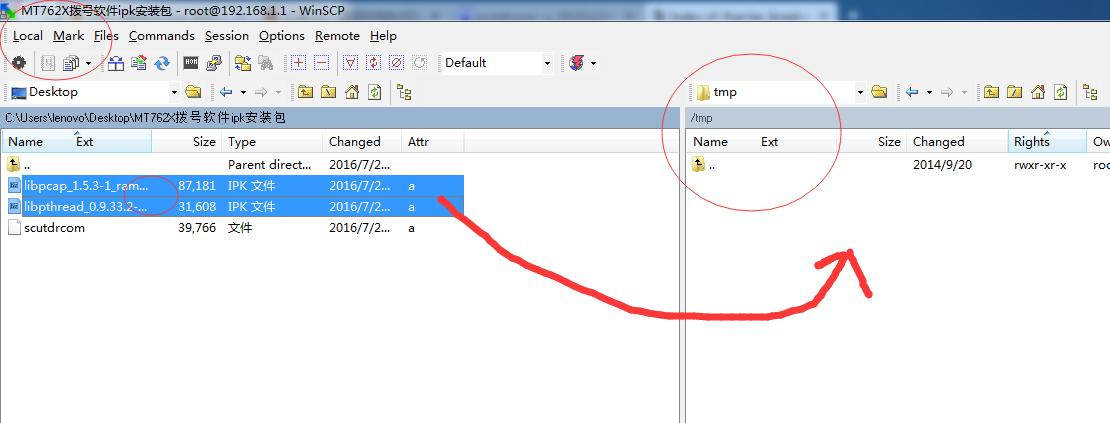 MT762X拨号软件ipk安装包 - root@192.168.1.1 - WinSCP
Local Mark Files Commands Session Options Remote Help
Default
Desktop tmp
C:\Users\lenovo\Desktop\MT762X拨号软件ipk安装包 /tmp
Name Ext Size Type Changed Attr Name Ext Size Changed Rights Ow
.. Parent direct... 2016/7/2... .. 2014/9/20 rwxr-xr-x roo
libpcap_1.5.3-1_ram... 87,181 IPK 文件 2016/7/2... a
libpthread_0.9.33.2-... 31,608 IPK 文件 2016/7/2... a
scutdrcom 39,766 文件 2016/7/2... a